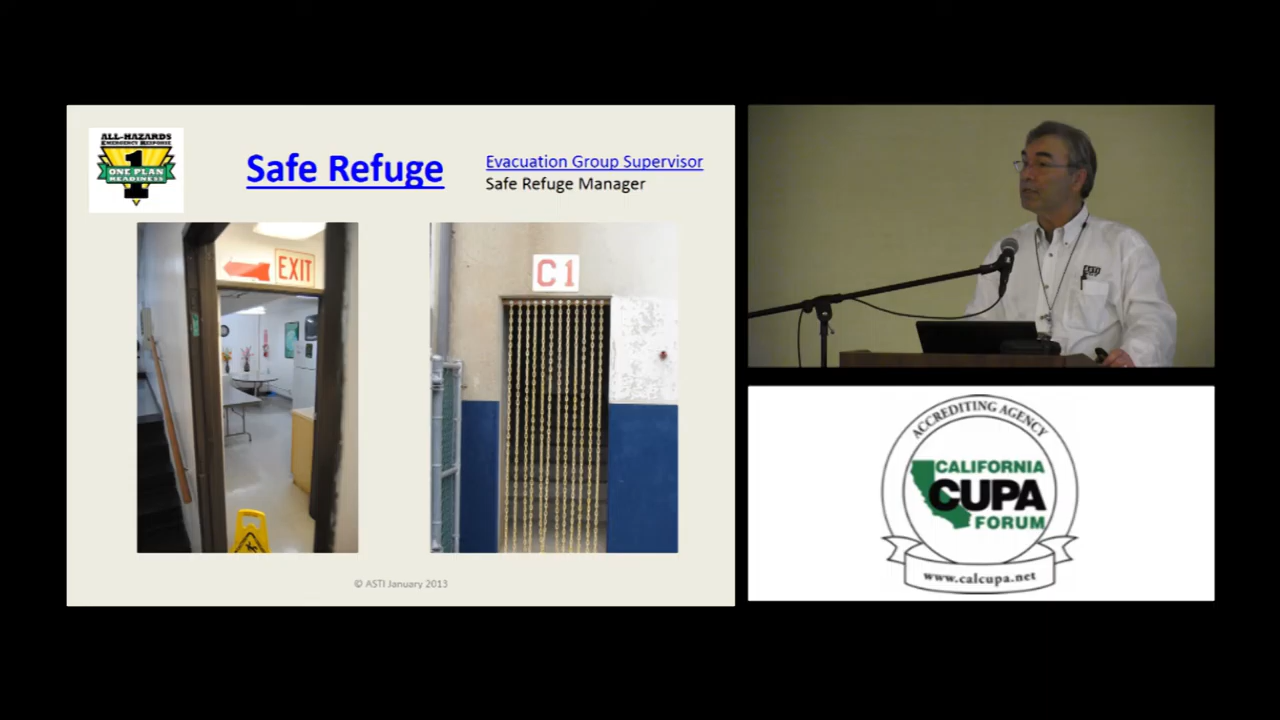 ALL-HAZARDS
EMERGENCY RESPONSE
1
ONE PLAN
READINESS
Safe Refuge
Evacuation Group Supervisor
Safe Refuge Manager
EXIT
C1
© ASTI January 2013
ACCREDITING AGENCY
CALIFORNIA
CUPA
FORUM
www.calcupa.net